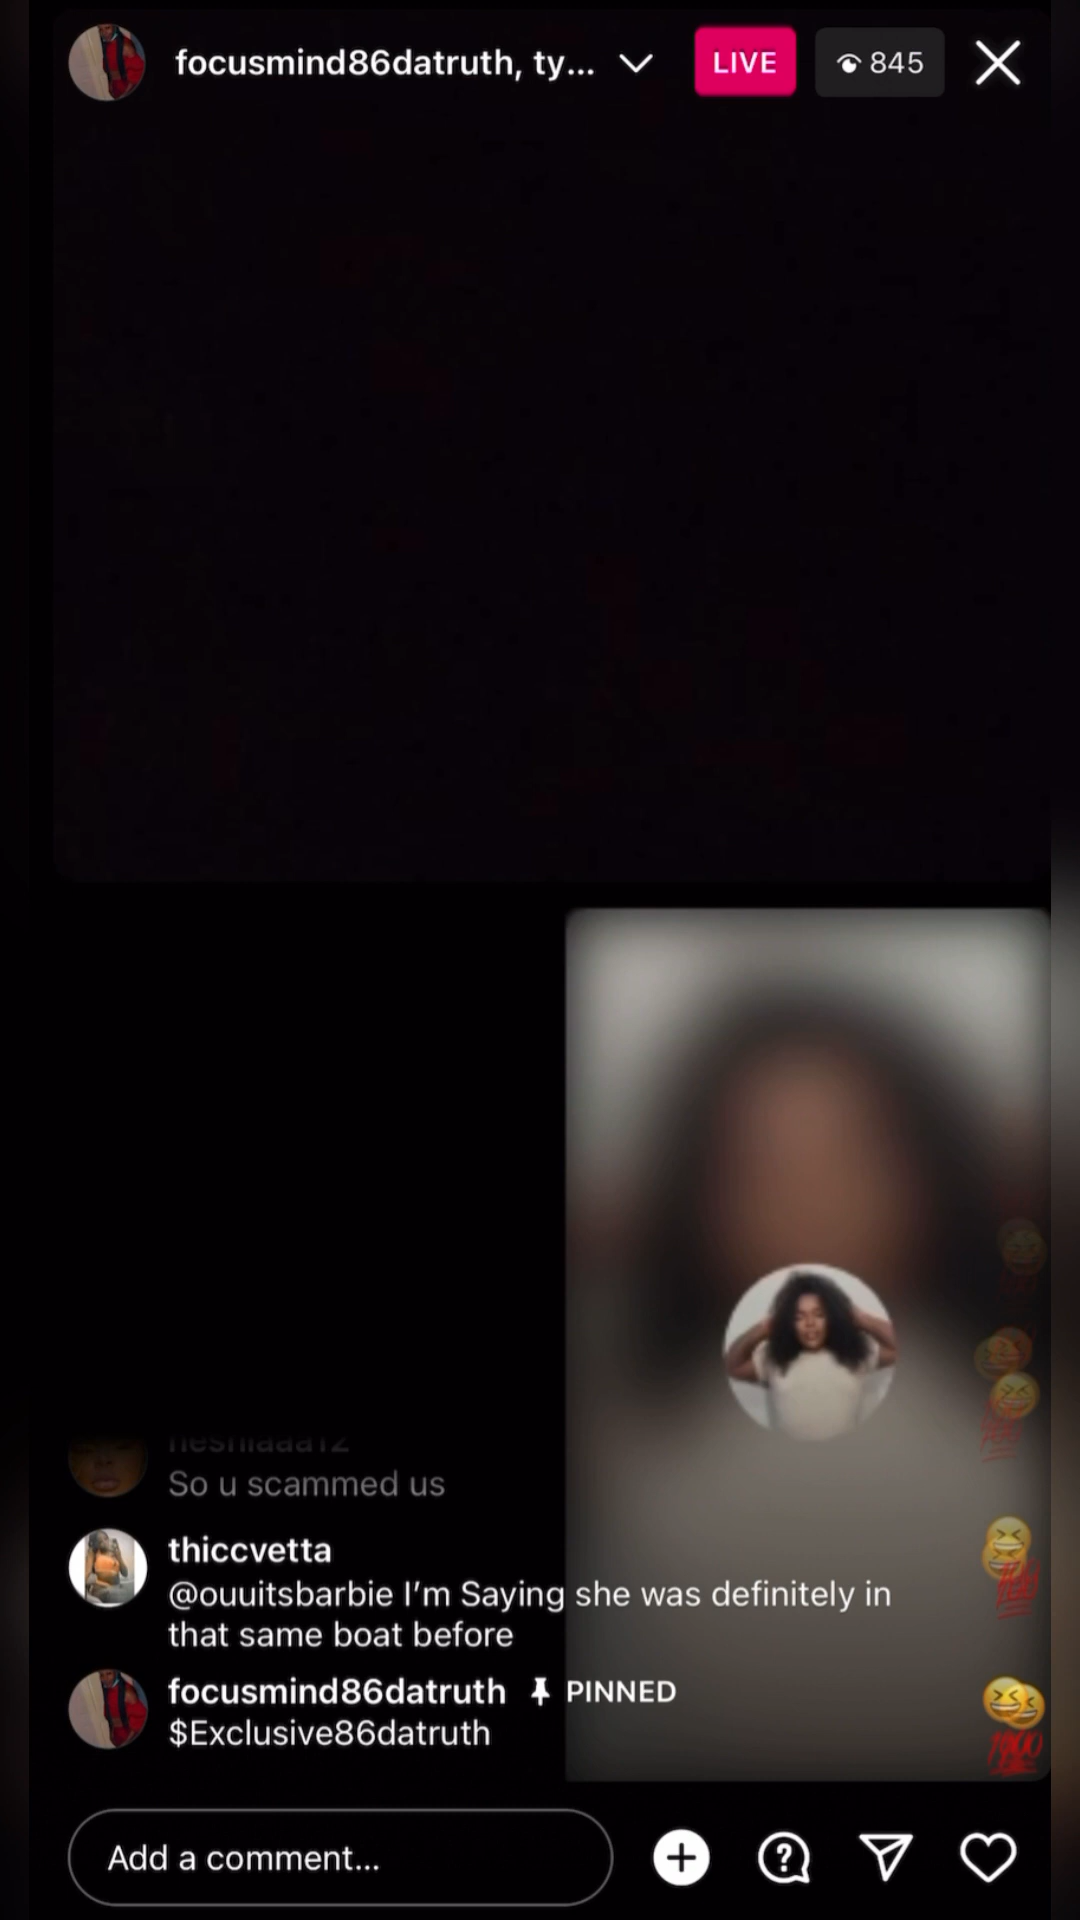 focusmind86datruth, ty...
LIVE
845
So u scammed us
thiccvetta
@ouuitsbarbie I'm Saying she was definitely in
that same boat before
focusmind86datruth PINNED
$Exclusive86datruth
Add a comment...